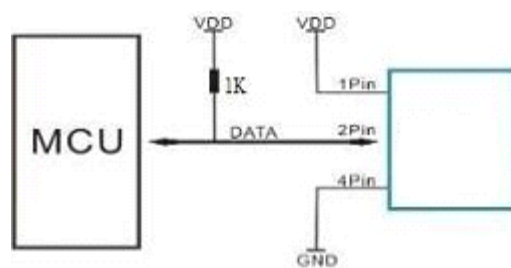 VDD
VDD
1K
1Pin
MCU
DATA
2Pin
4Pin
GND